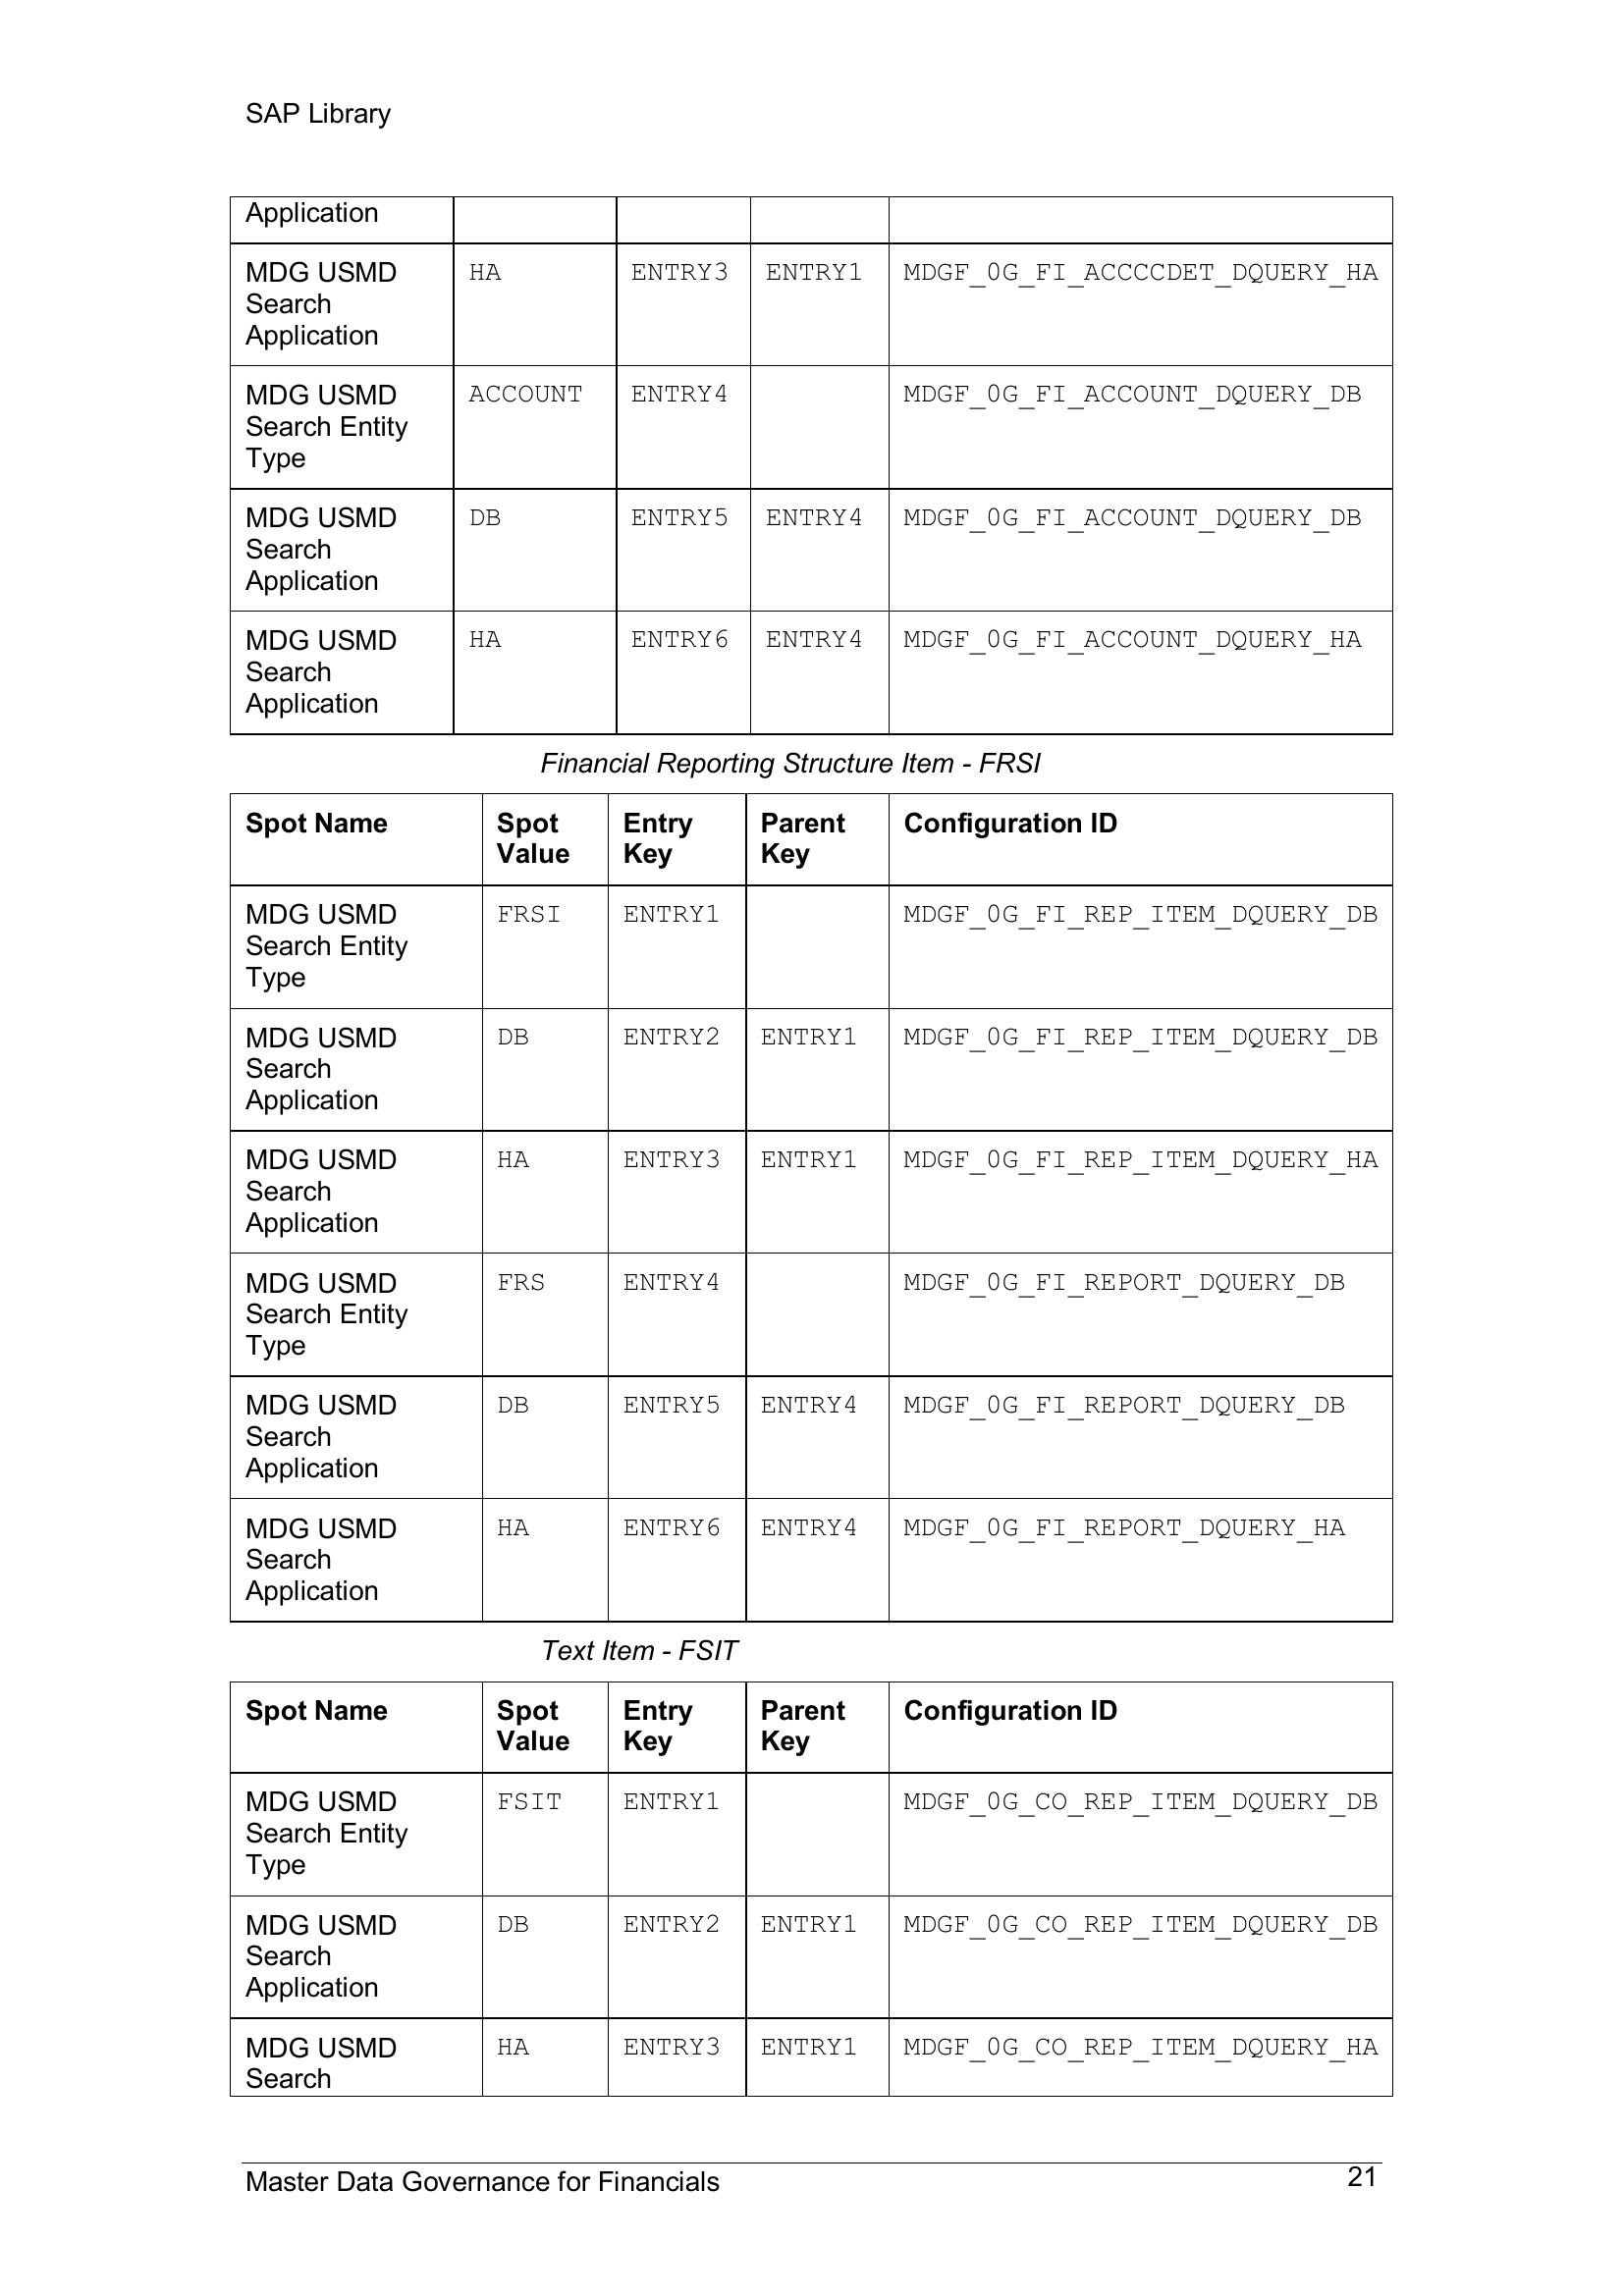 SAP Library
Application
MDG USMD HA ENTRY3 ENTRY1 MDGF_0G_FI_ACCCCDET_DQUERY_HA
Search
Application
MDG USMD ACCOUNT ENTRY4 MDGF_0G_FI_ACCOUNT_DQUERY_DB
Search Entity
Type
MDG USMD DB ENTRY5 ENTRY4 MDGF_0G_FI_ACCOUNT_DQUERY_DB
Search
Application
MDG USMD HA ENTRY6 ENTRY4 MDGF_0G_FI_ACCOUNT_DQUERY_HA
Search
Application
Financial Reporting Structure Item - FRSI
Spot Name Spot Entry Parent Configuration ID
Value Key Key
MDG USMD FRSI ENTRY1 MDGF_0G_FI_REP_ITEM_DQUERY_DB
Search Entity
Type
MDG USMD DB ENTRY2 ENTRY1 MDGF_0G_FI_REP_ITEM_DQUERY_DB
Search
Application
MDG USMD HA ENTRY3 ENTRY1 MDGF_0G_FI_REP_ITEM_DQUERY_HA
Search
Application
MDG USMD FRS ENTRY4 MDGF_0G_FI_REPORT_DQUERY_DB
Search Entity
Type
MDG USMD DB ENTRY5 ENTRY4 MDGF_0G_FI_REPORT_DQUERY_DB
Search
Application
MDG USMD HA ENTRY6 ENTRY4 MDGF_0G_FI_REPORT_DQUERY_HA
Search
Application
Text Item - FSIT
Spot Name Spot Entry Parent Configuration ID
Value Key Key
MDG USMD FSIT ENTRY1 MDGF_0G_CO_REP_ITEM_DQUERY_DB
Search Entity
Type
MDG USMD DB ENTRY2 ENTRY1 MDGF_0G_CO_REP_ITEM_DQUERY_DB
Search
Application
MDG USMD HA ENTRY3 ENTRY1 MDGF_0G_CO_REP_ITEM_DQUERY_HA
Search
Master Data Governance for Financials 21